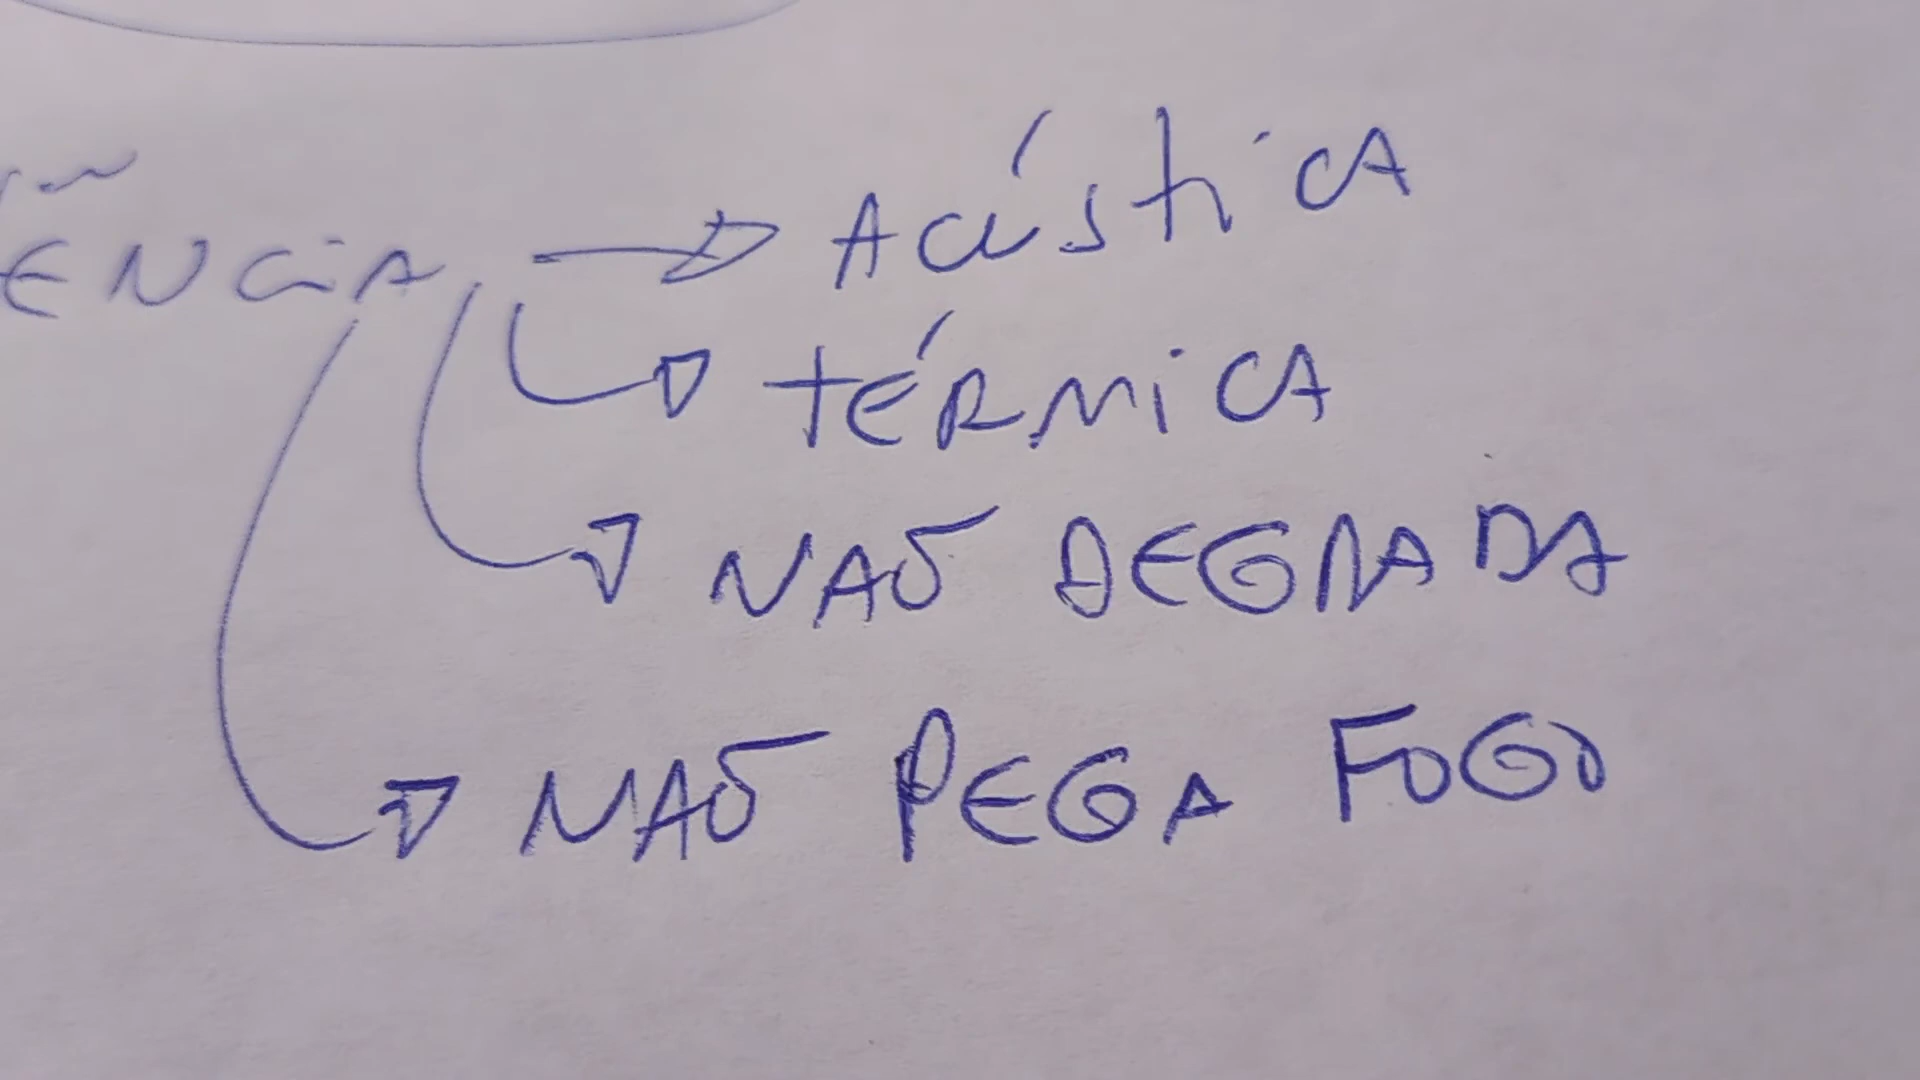 ÊNCIA → ACÚSTICA
TÉRMICA
NÃO DEGRADA
NÃO PEGA FOGO